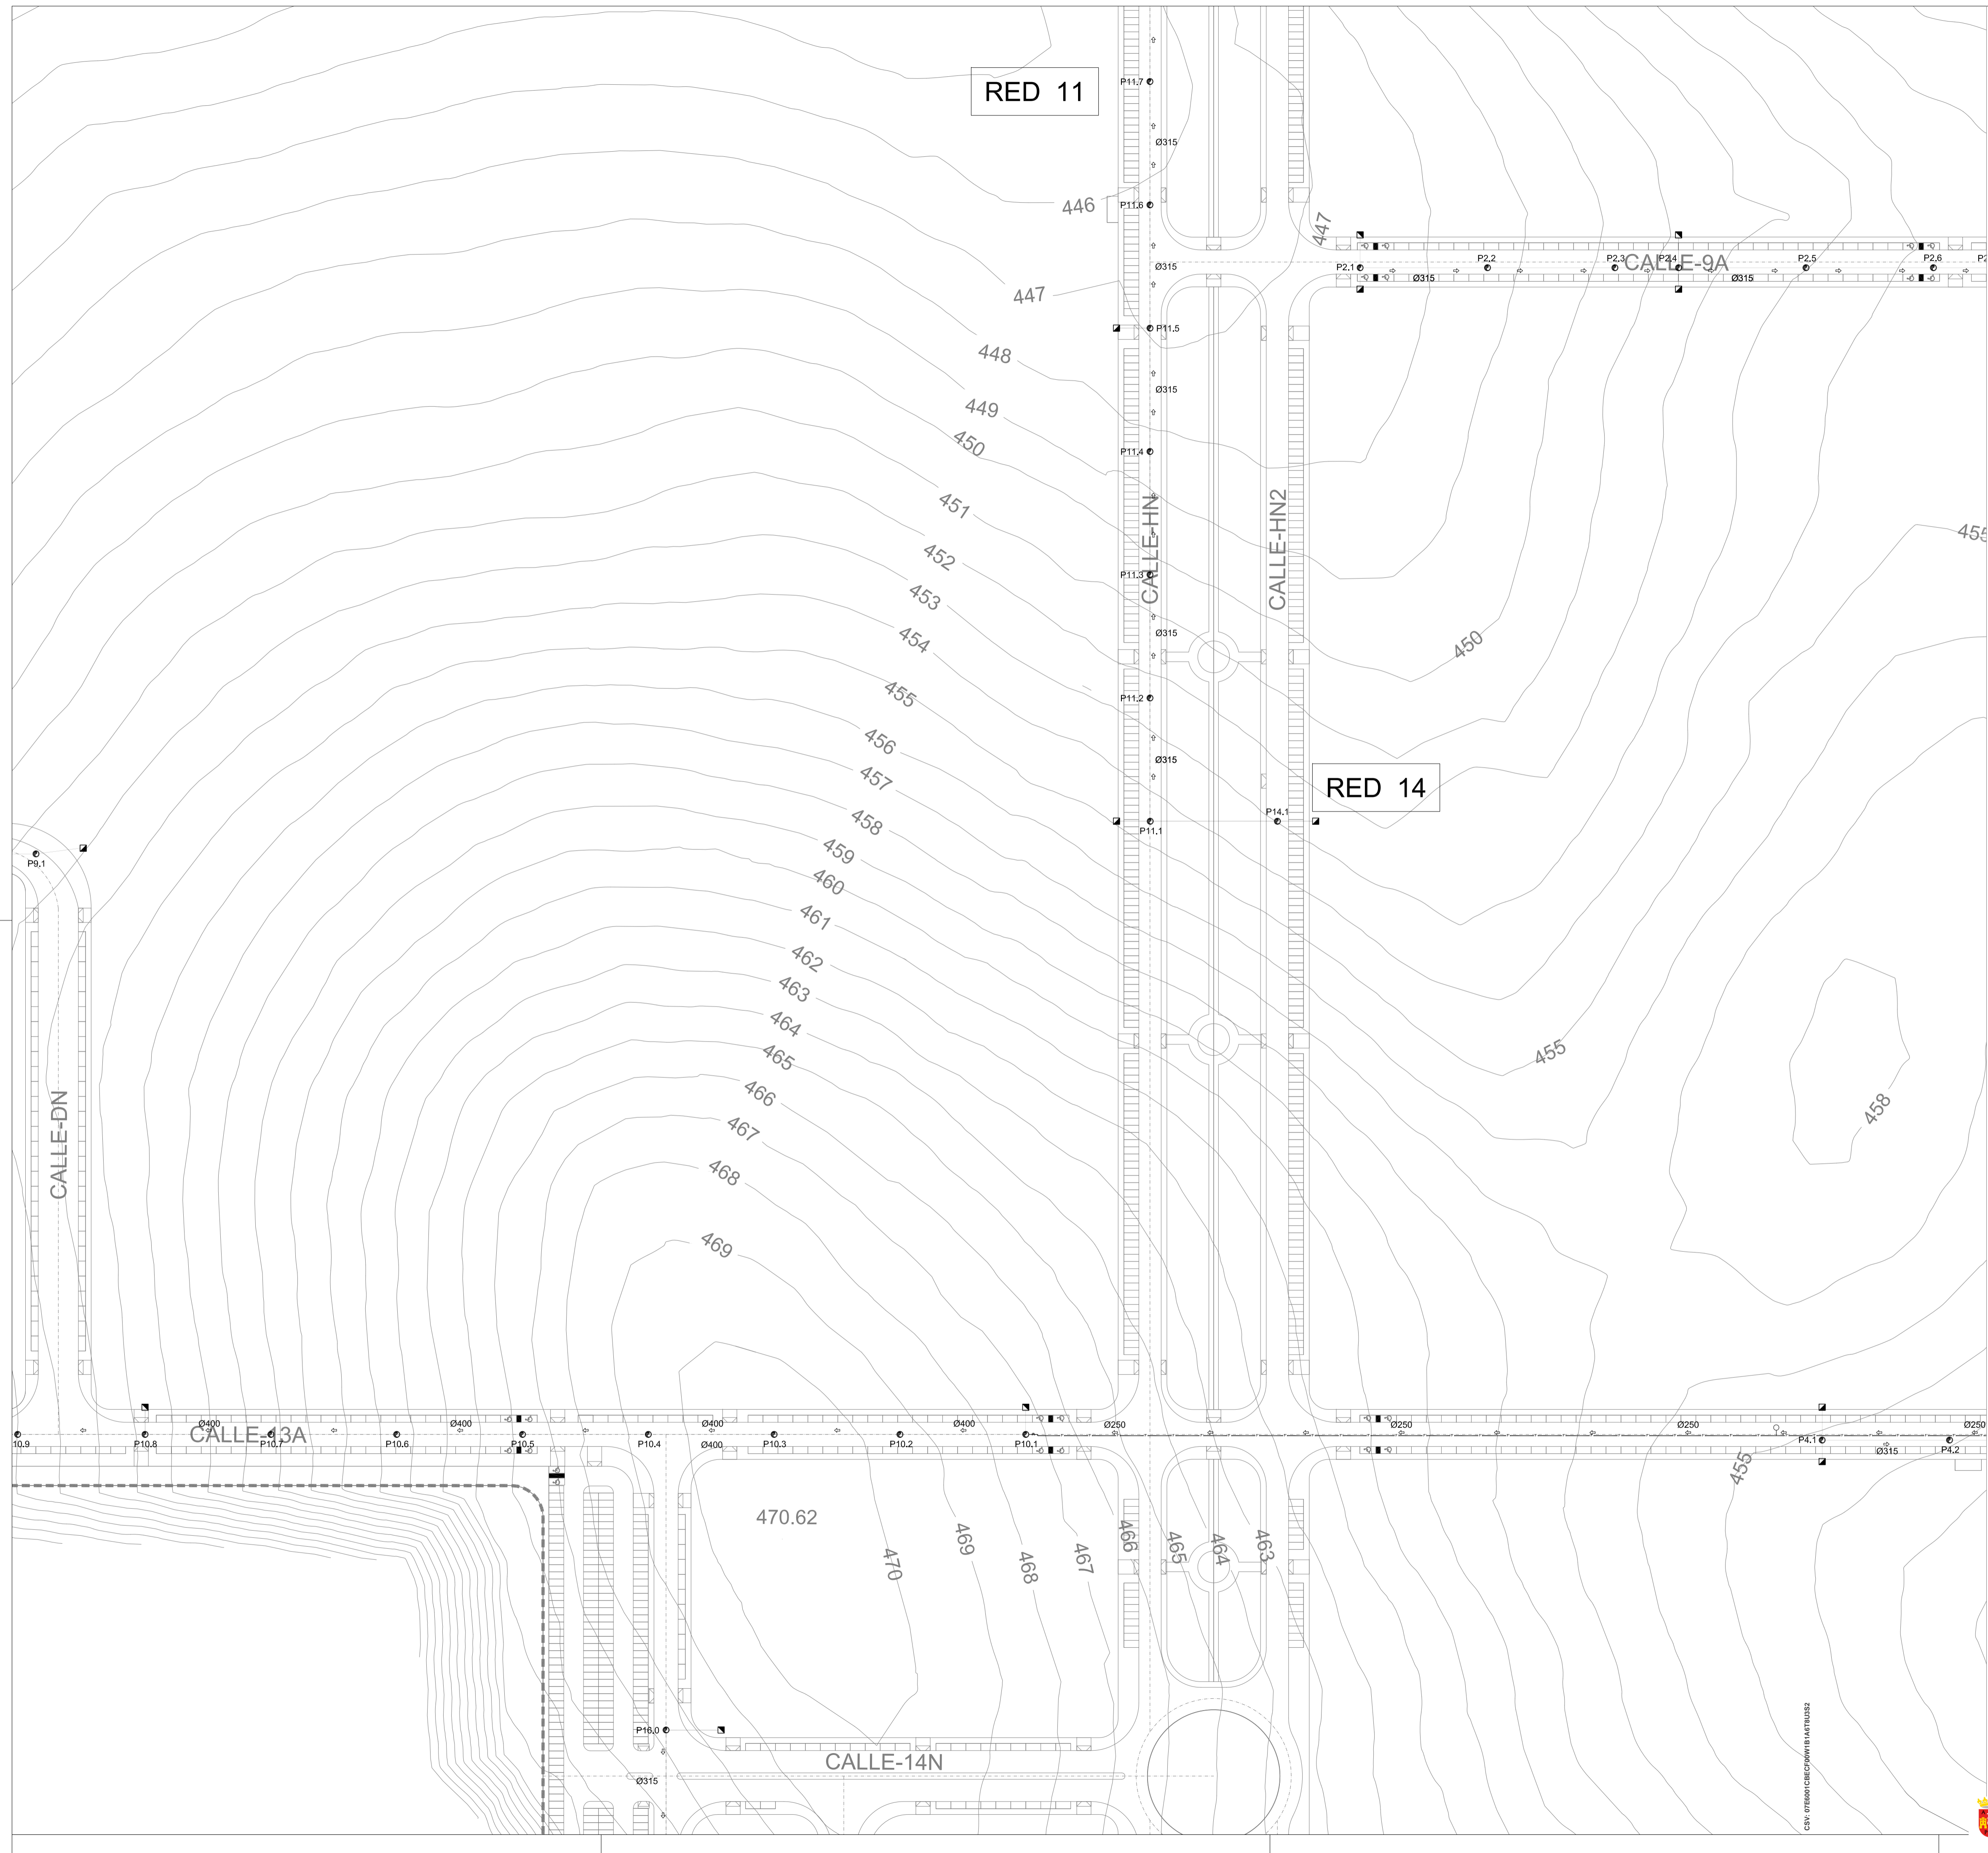 RED 11
P11.7
Ø315
446
P11.6
447
P2.1
P2.2
P2.3
P2.4
CALLE-9A
P2.5
P2.6
Ø315
Ø315
Ø315
447
P11.5
448
Ø315
449
450
P11.4
451
CALLE-HN
CALLE-HN2
455
452
P11.3
453
Ø315
454
450
455
P11.2
456
Ø315
457
RED 14
458
P14.1
P11.1
459
P9.1
460
461
462
463
464
465
455
466
458
467
CALLE-DN
468
469
Ø400
Ø400
Ø400
Ø400
Ø250
Ø250
Ø250
Ø250
CALLE-13A
10.9
P10.8
P10.7
P10.6
P10.5
P10.4
Ø400
P10.3
P10.2
P10.1
P4.1
Ø315
P4.2
455
470.62
470
469
468
467
466
465
464
463
P16.0
CALLE-14N
Ø315
CSV: 07E6001CBECF00W1B1A6T8U3S2